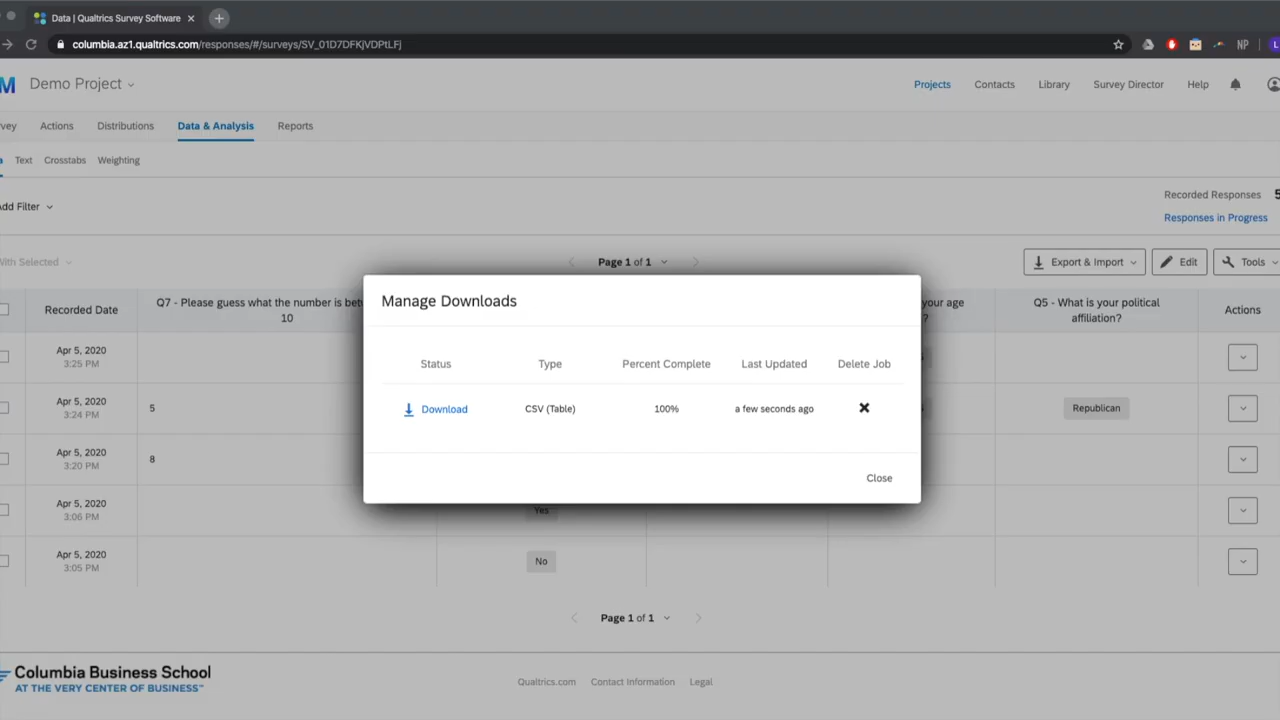 Data | Qualtrics Survey Software
columbia.az1.qualtrics.com/responses/#/surveys/SV_01D7DFKjVDPtLFj
NP
M Demo Project
Projects Contacts Library Survey Director Help
vey Actions Distributions Data & Analysis Reports
Text Crosstabs Weighting
Recorded Responses 5
Add Filter
Responses in Progress
With Selected Page 1 of 1 Export & Import Edit Tools
Manage Downloads
Recorded Date Q7 - Please guess what the number is betw your age Q5 - What is your political Actions
10 ? affiliation?
Apr 5, 2020
3:25 PM
Status Type Percent Complete Last Updated Delete Job
Apr 5, 2020
3:24 PM
5 Republican
Download CSV (Table) 100% a few seconds ago
Apr 5, 2020
3:20 PM
8
Close
Apr 5, 2020
3:06 PM
Yes
Apr 5, 2020
3:05 PM
No
Page 1 of 1
Columbia Business School
AT THE VERY CENTER OF BUSINESS™
Qualtrics.com Contact Information Legal